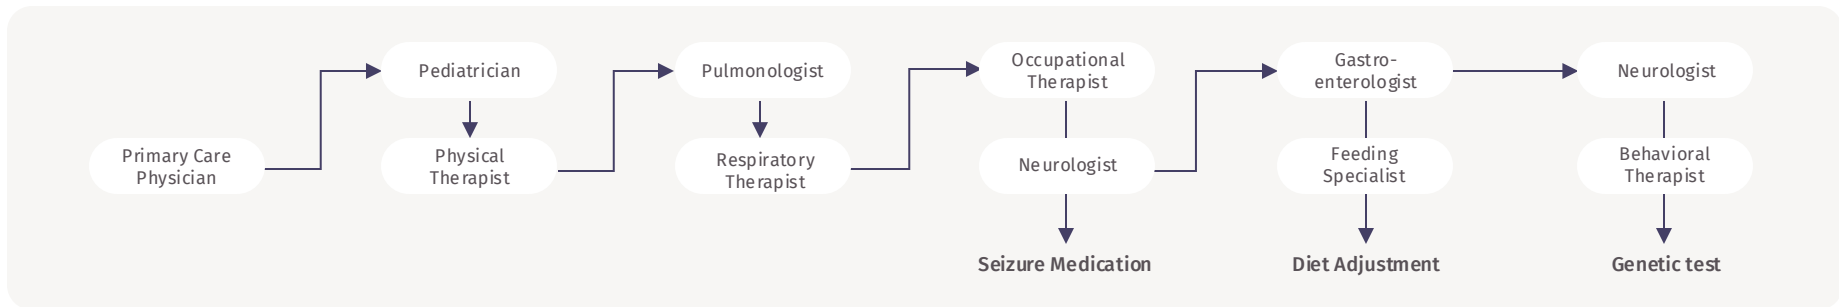 Primary Care
Physician
Pediatrician
Physical
Therapist
Pulmonologist
Respiratory
Therapist
Occupational
Therapist
Neurologist
Seizure Medication
Gastro-
enterologist
Feeding
Specialist
Diet Adjustment
Neurologist
Behavioral
Therapist
Genetic test